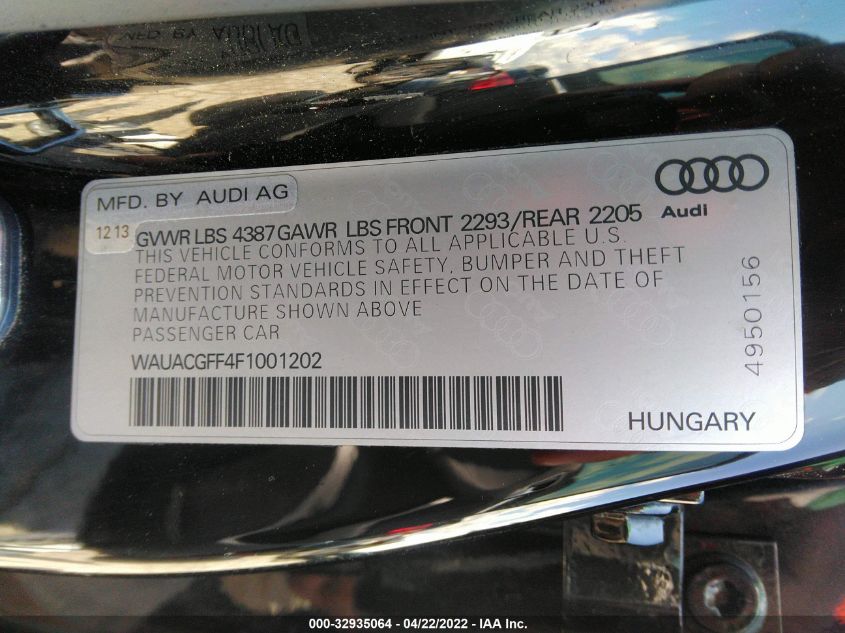 MFD. BY AUDI AG
12 13 GVWR LBS 4387 GAWR LBS FRONT 2293/REAR 2205
Audi
THIS VEHICLE CONFORMS TO ALL APPLICABLE U.S.
FEDERAL MOTOR VEHICLE SAFETY, BUMPER AND THEFT
PREVENTION STANDARDS IN EFFECT ON THE DATE OF
MANUFACTURE SHOWN ABOVE
PASSENGER CAR
WAUACGFF4F1001202
4950156
HUNGARY
000-32935064 - 04/22/2022 - IAA Inc.